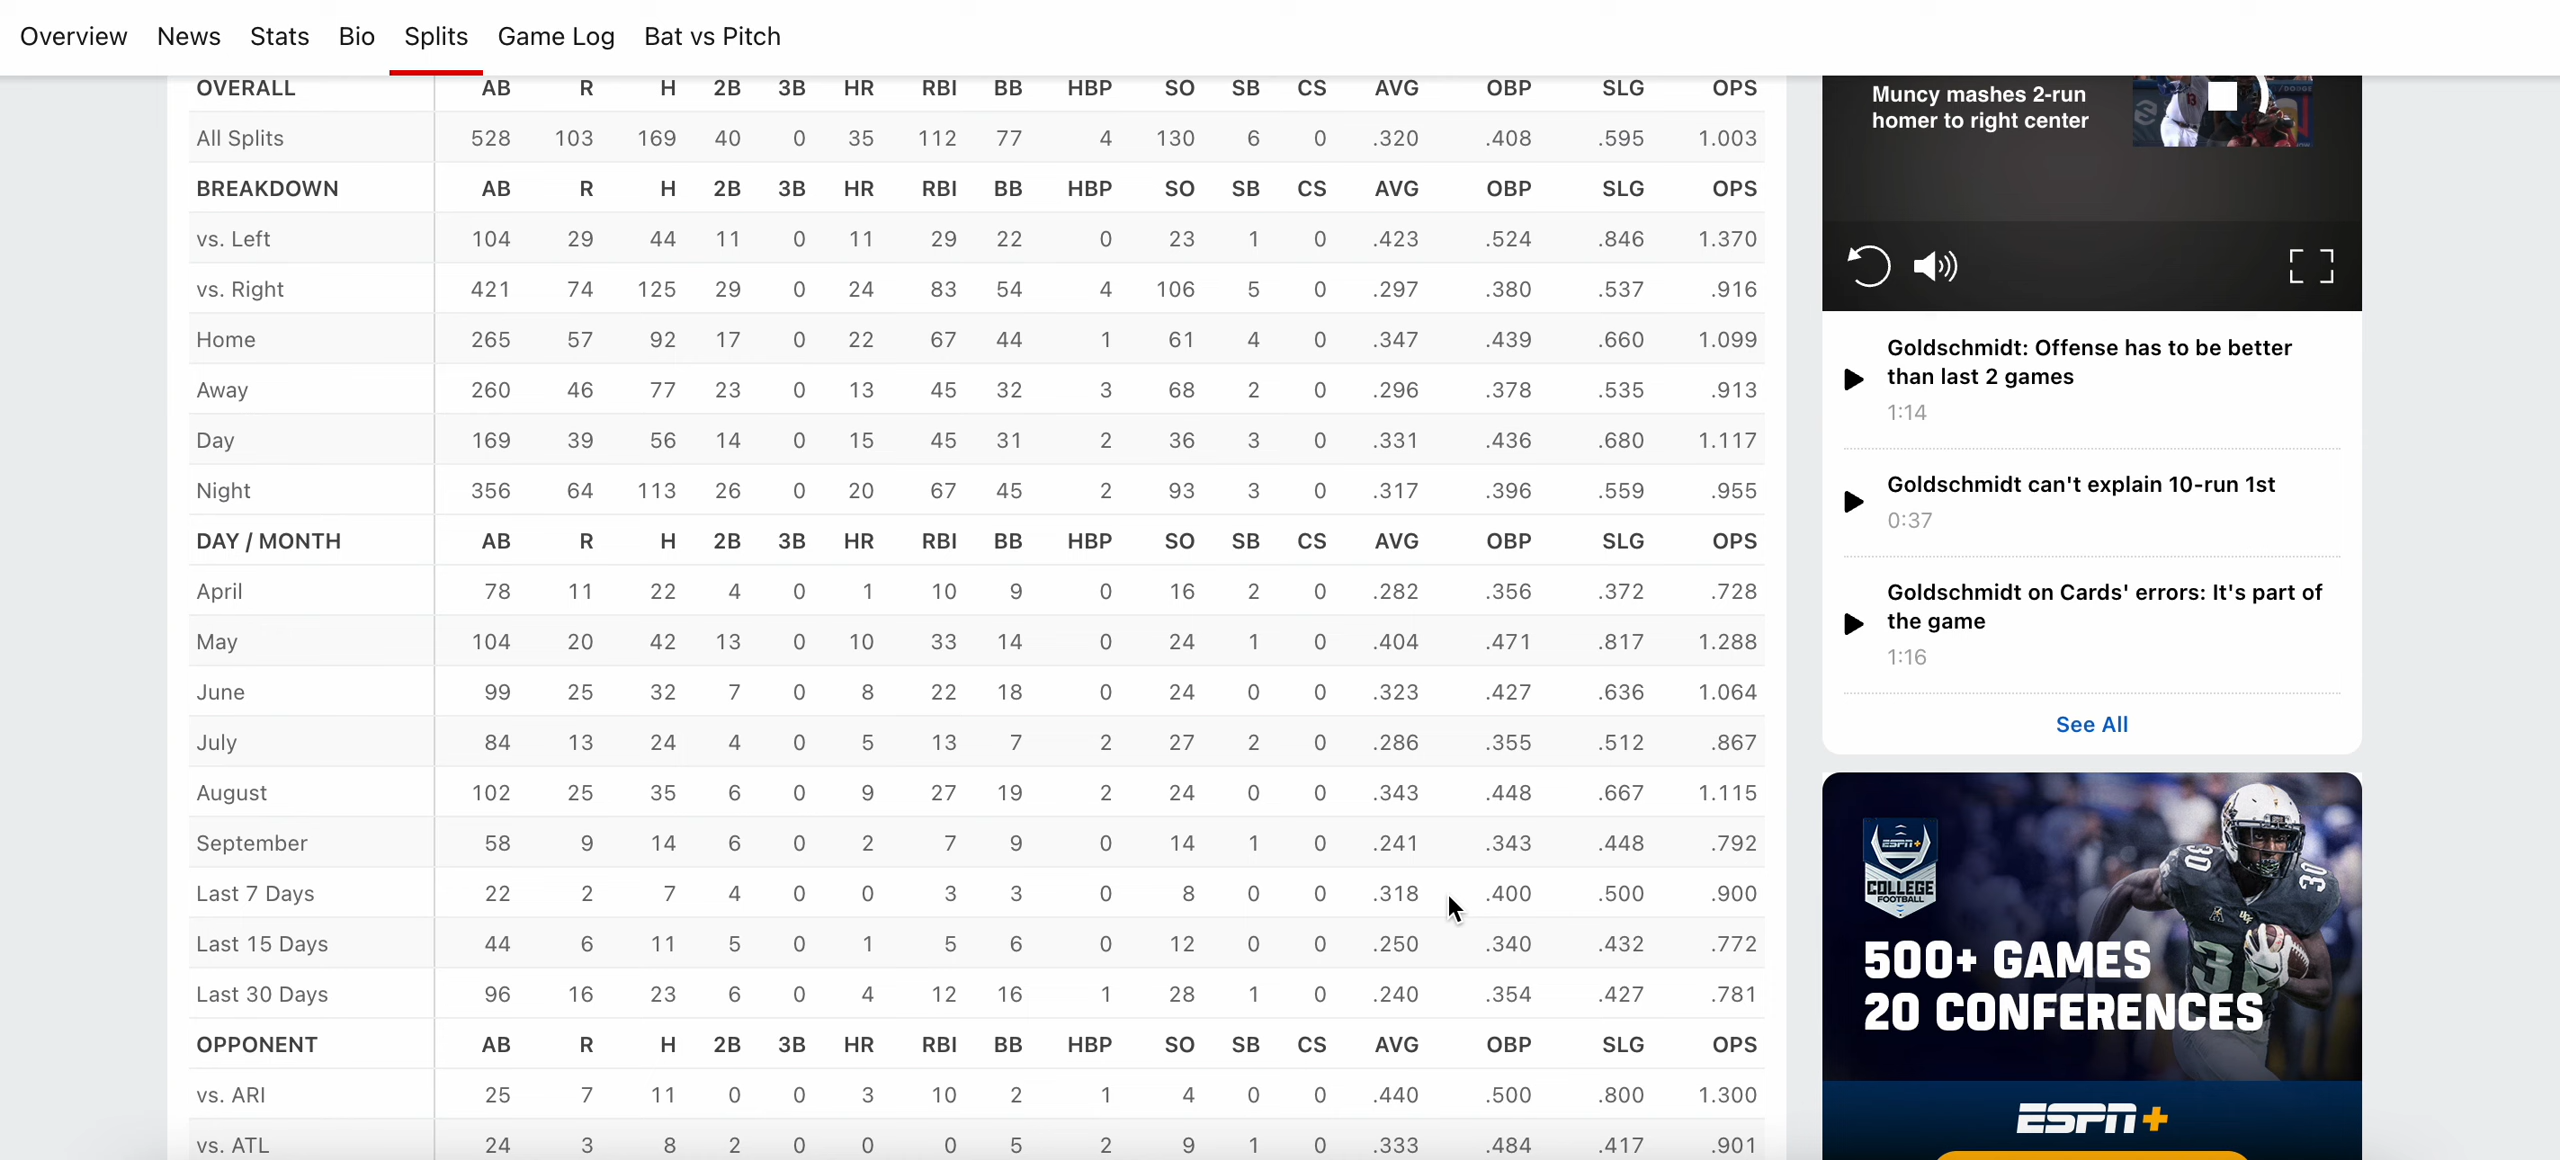 Overview News Stats Bio Splits Game Log Bat vs Pitch
OVERALL AB R H 2B 3B HR RBI BB HBP SO SB CS AVG OBP SLG OPS
All Splits 528 103 169 40 0 35 112 77 4 130 6 0 .320 .408 .595 1.003
BREAKDOWN AB R H 2B 3B HR RBI BB HBP SO SB CS AVG OBP SLG OPS
vs. Left 104 29 44 11 0 11 29 22 0 23 1 0 .423 .524 .846 1.370
vs. Right 421 74 125 29 0 24 83 54 4 106 5 0 .297 .380 .537 .916
Home 265 57 92 17 0 22 67 44 1 61 4 0 .347 .439 .660 1.099
Away 260 46 77 23 0 13 45 32 3 68 2 0 .296 .378 .535 .913
Day 169 39 56 14 0 15 45 31 2 36 3 0 .331 .436 .680 1.117
Night 356 64 113 26 0 20 67 45 2 93 3 0 .317 .396 .559 .955
DAY / MONTH AB R H 2B 3B HR RBI BB HBP SO SB CS AVG OBP SLG OPS
April 78 11 22 4 0 1 10 9 0 16 2 0 .282 .356 .372 .728
May 104 20 42 13 0 10 33 14 0 24 1 0 .404 .471 .817 1.288
June 99 25 32 7 0 8 22 18 0 24 0 0 .323 .427 .636 1.064
July 84 13 24 4 0 5 13 7 2 27 2 0 .286 .355 .512 .867
August 102 25 35 6 0 9 27 19 2 24 0 0 .343 .448 .667 1.115
September 58 9 14 6 0 2 7 9 0 14 1 0 .241 .343 .448 .792
Last 7 Days 22 2 7 4 0 0 3 3 0 8 0 0 .318 .400 .500 .900
Last 15 Days 44 6 11 5 0 1 5 6 0 12 0 0 .250 .340 .432 .772
Last 30 Days 96 16 23 6 0 4 12 16 1 28 1 0 .240 .354 .427 .781
OPPONENT AB R H 2B 3B HR RBI BB HBP SO SB CS AVG OBP SLG OPS
vs. ARI 25 7 11 0 0 3 10 2 1 4 0 0 .440 .500 .800 1.300
vs. ATL 24 3 8 2 0 0 0 5 2 9 1 0 .333 .484 .417 .901
Muncy mashes 2-run
homer to right center
13
Goldschmidt: Offense has to be better
than last 2 games
1:14
Goldschmidt can't explain 10-run 1st
0:37
Goldschmidt on Cards' errors: It's part of
the game
1:16
See All
ESPN+
COLLEGE
FOOTBALL
30
30
UCF
500+ GAMES
20 CONFERENCES
ESPN+